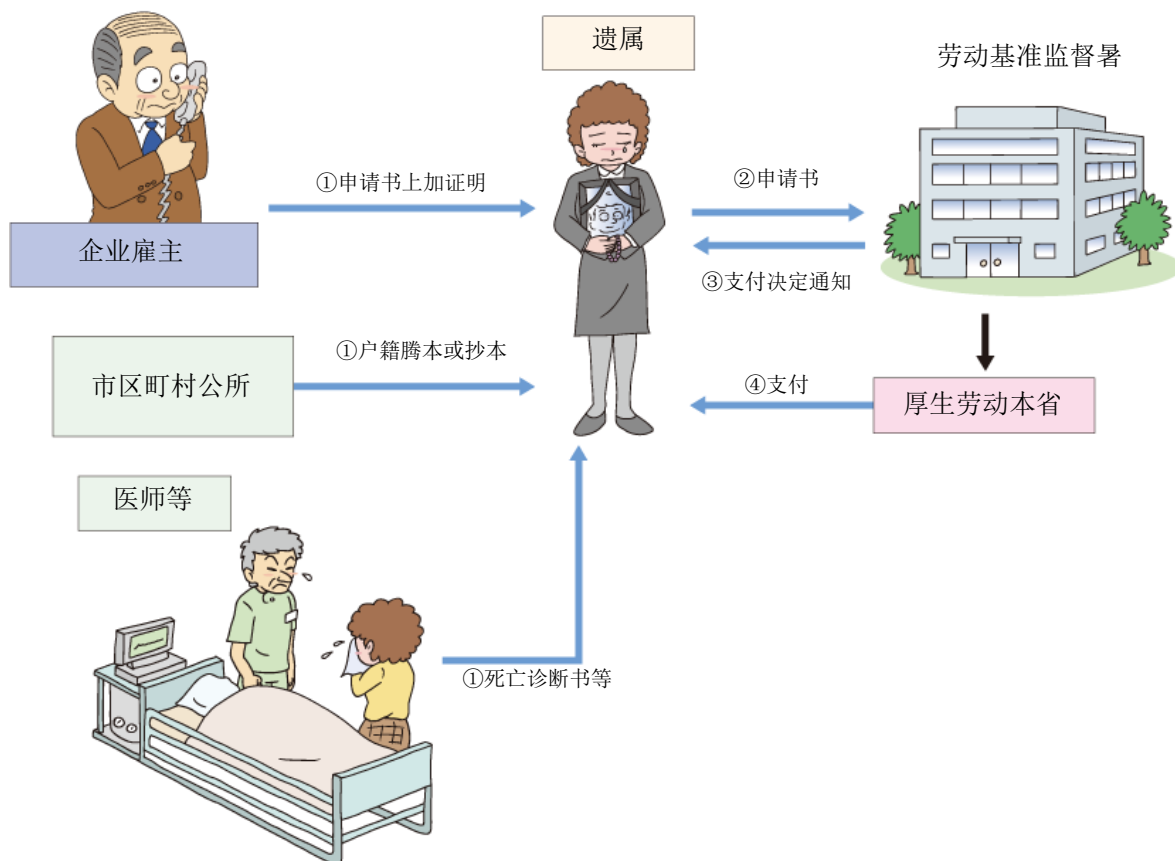 遗属
劳动基准监督署
①申请书上加证明
②申请书
企业雇主
③支付决定通知
①户籍腾本或抄本
市区町村公所
④支付
厚生劳动本省
医师等
①死亡诊断书等